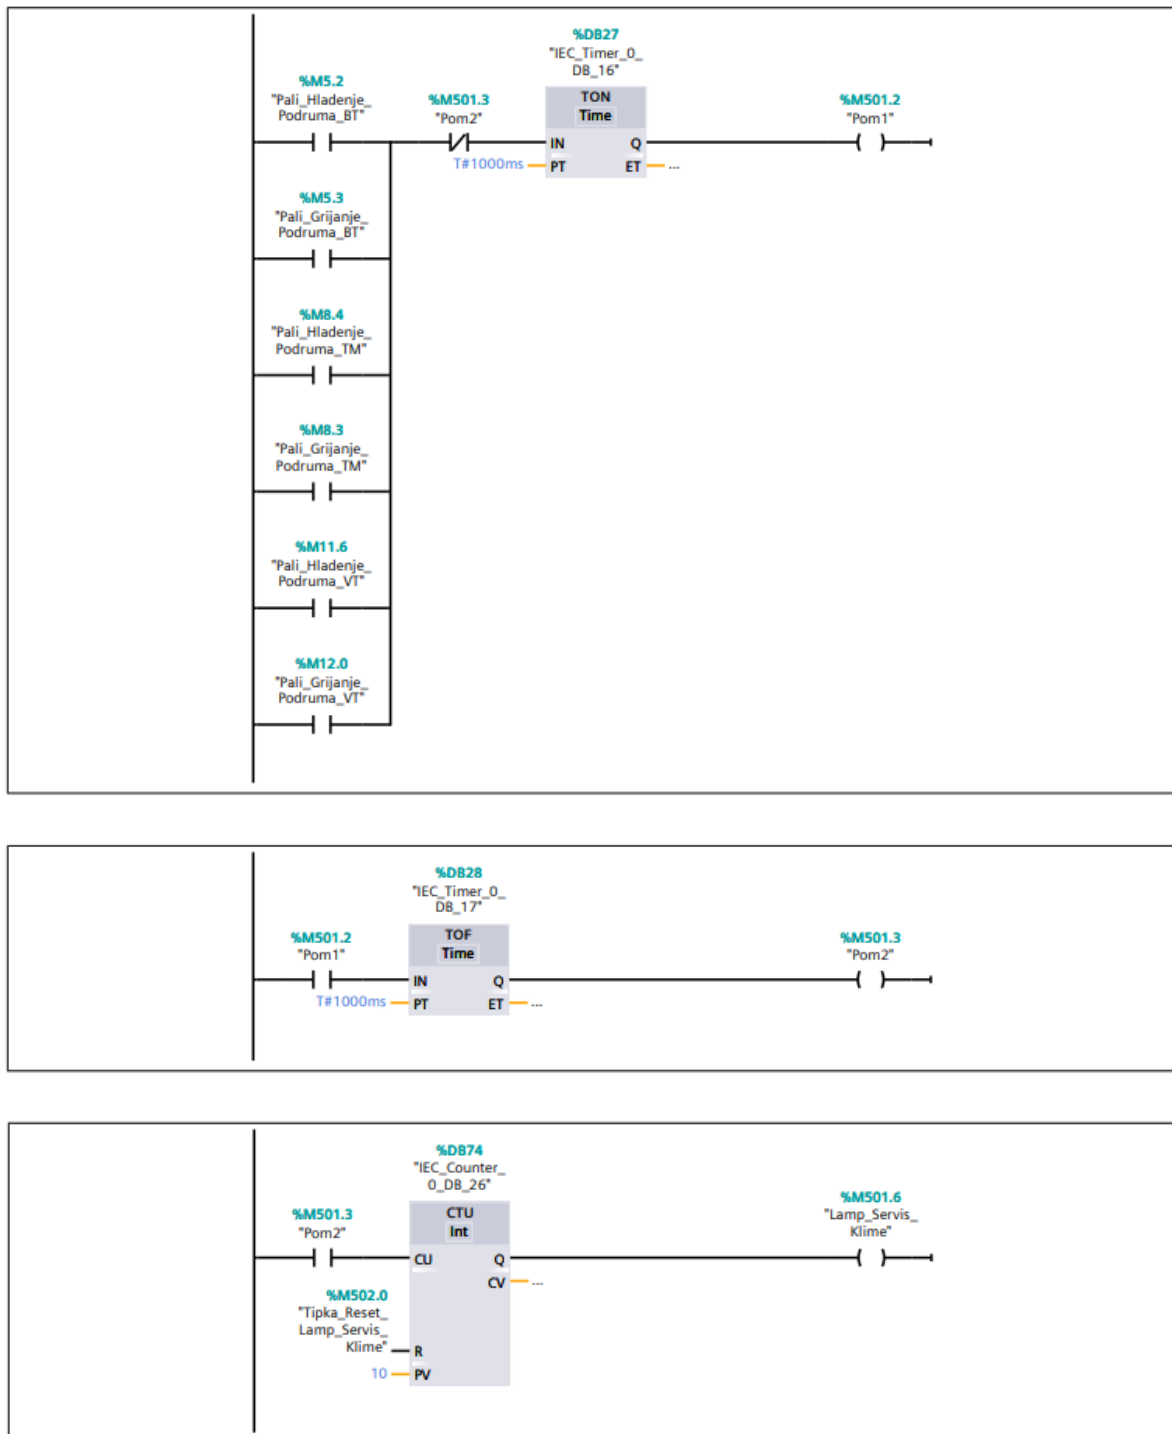 %DB27
"IEC_Timer_0_
DB_16"
%M5.2
"Pali_Hladenje_
Podruma_BT"
%M501.3
"Pom2"
TON
Time
%M501.2
"Pom1"
IN
Q
T#1000ms
PT
ET
...
%M5.3
"Pali_Grijanje_
Podruma_BT"
%M8.4
"Pali_Hladenje_
Podruma_TM"
%M8.3
"Pali_Grijanje_
Podruma_TM"
%M11.6
"Pali_Hladenje_
Podruma_VT"
%M12.0
"Pali_Grijanje_
Podruma_VT"
%DB28
"IEC_Timer_0_
DB_17"
%M501.2
"Pom1"
TOF
Time
%M501.3
"Pom2"
IN
Q
T#1000ms
PT
ET
...
%DB74
"IEC_Counter_
0_DB_26"
%M501.3
"Pom2"
CTU
Int
%M501.6
"Lamp_Servis_
Klime"
CU
Q
CV
...
%M502.0
"Tipka_Reset_
Lamp_Servis_
Klime"
R
10
PV